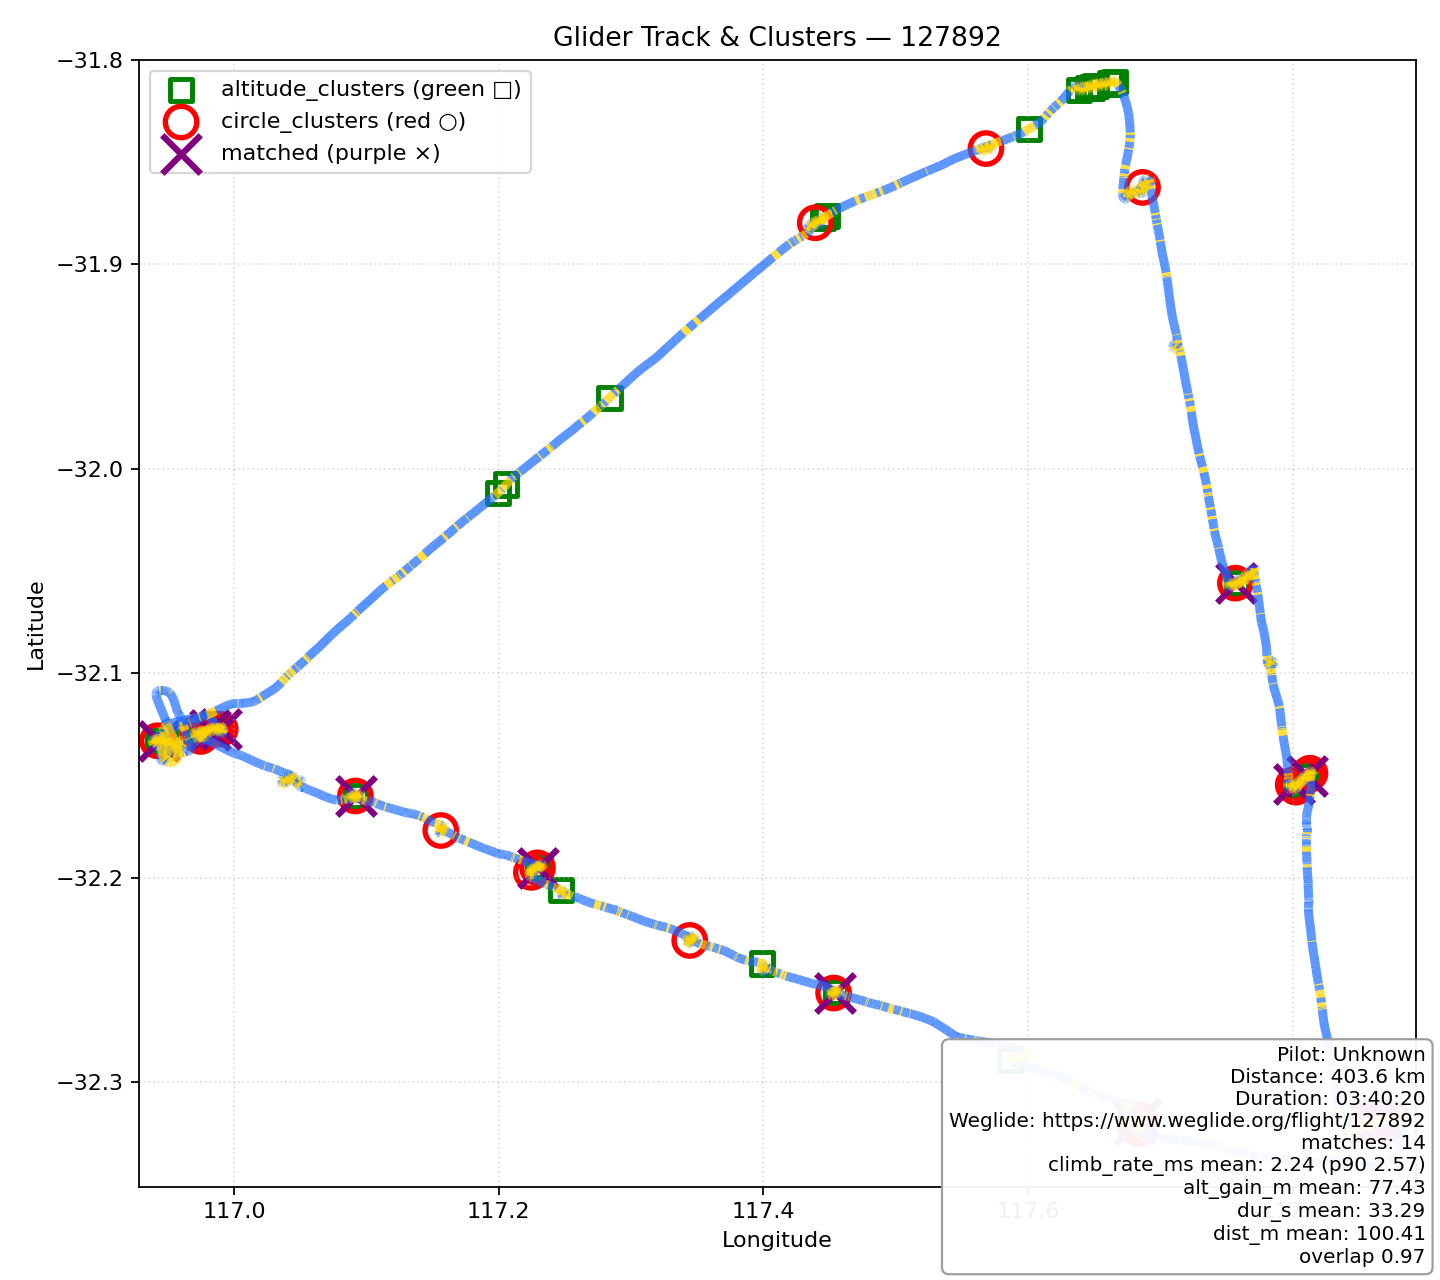 Glider Track & Clusters — 127892
altitude_clusters (green □)
circle_clusters (red ○)
matched (purple ×)
−31.8
−31.9
−32.0
−32.1
−32.2
−32.3
Latitude
117.0
117.2
117.4
117.6
Longitude
Pilot: Unknown
Distance: 403.6 km
Duration: 03:40:20
Weglide: https://www.weglide.org/flight/127892
matches: 14
climb_rate_ms mean: 2.24 (p90 2.57)
alt_gain_m mean: 77.43
dur_s mean: 33.29
dist_m mean: 100.41
overlap 0.97